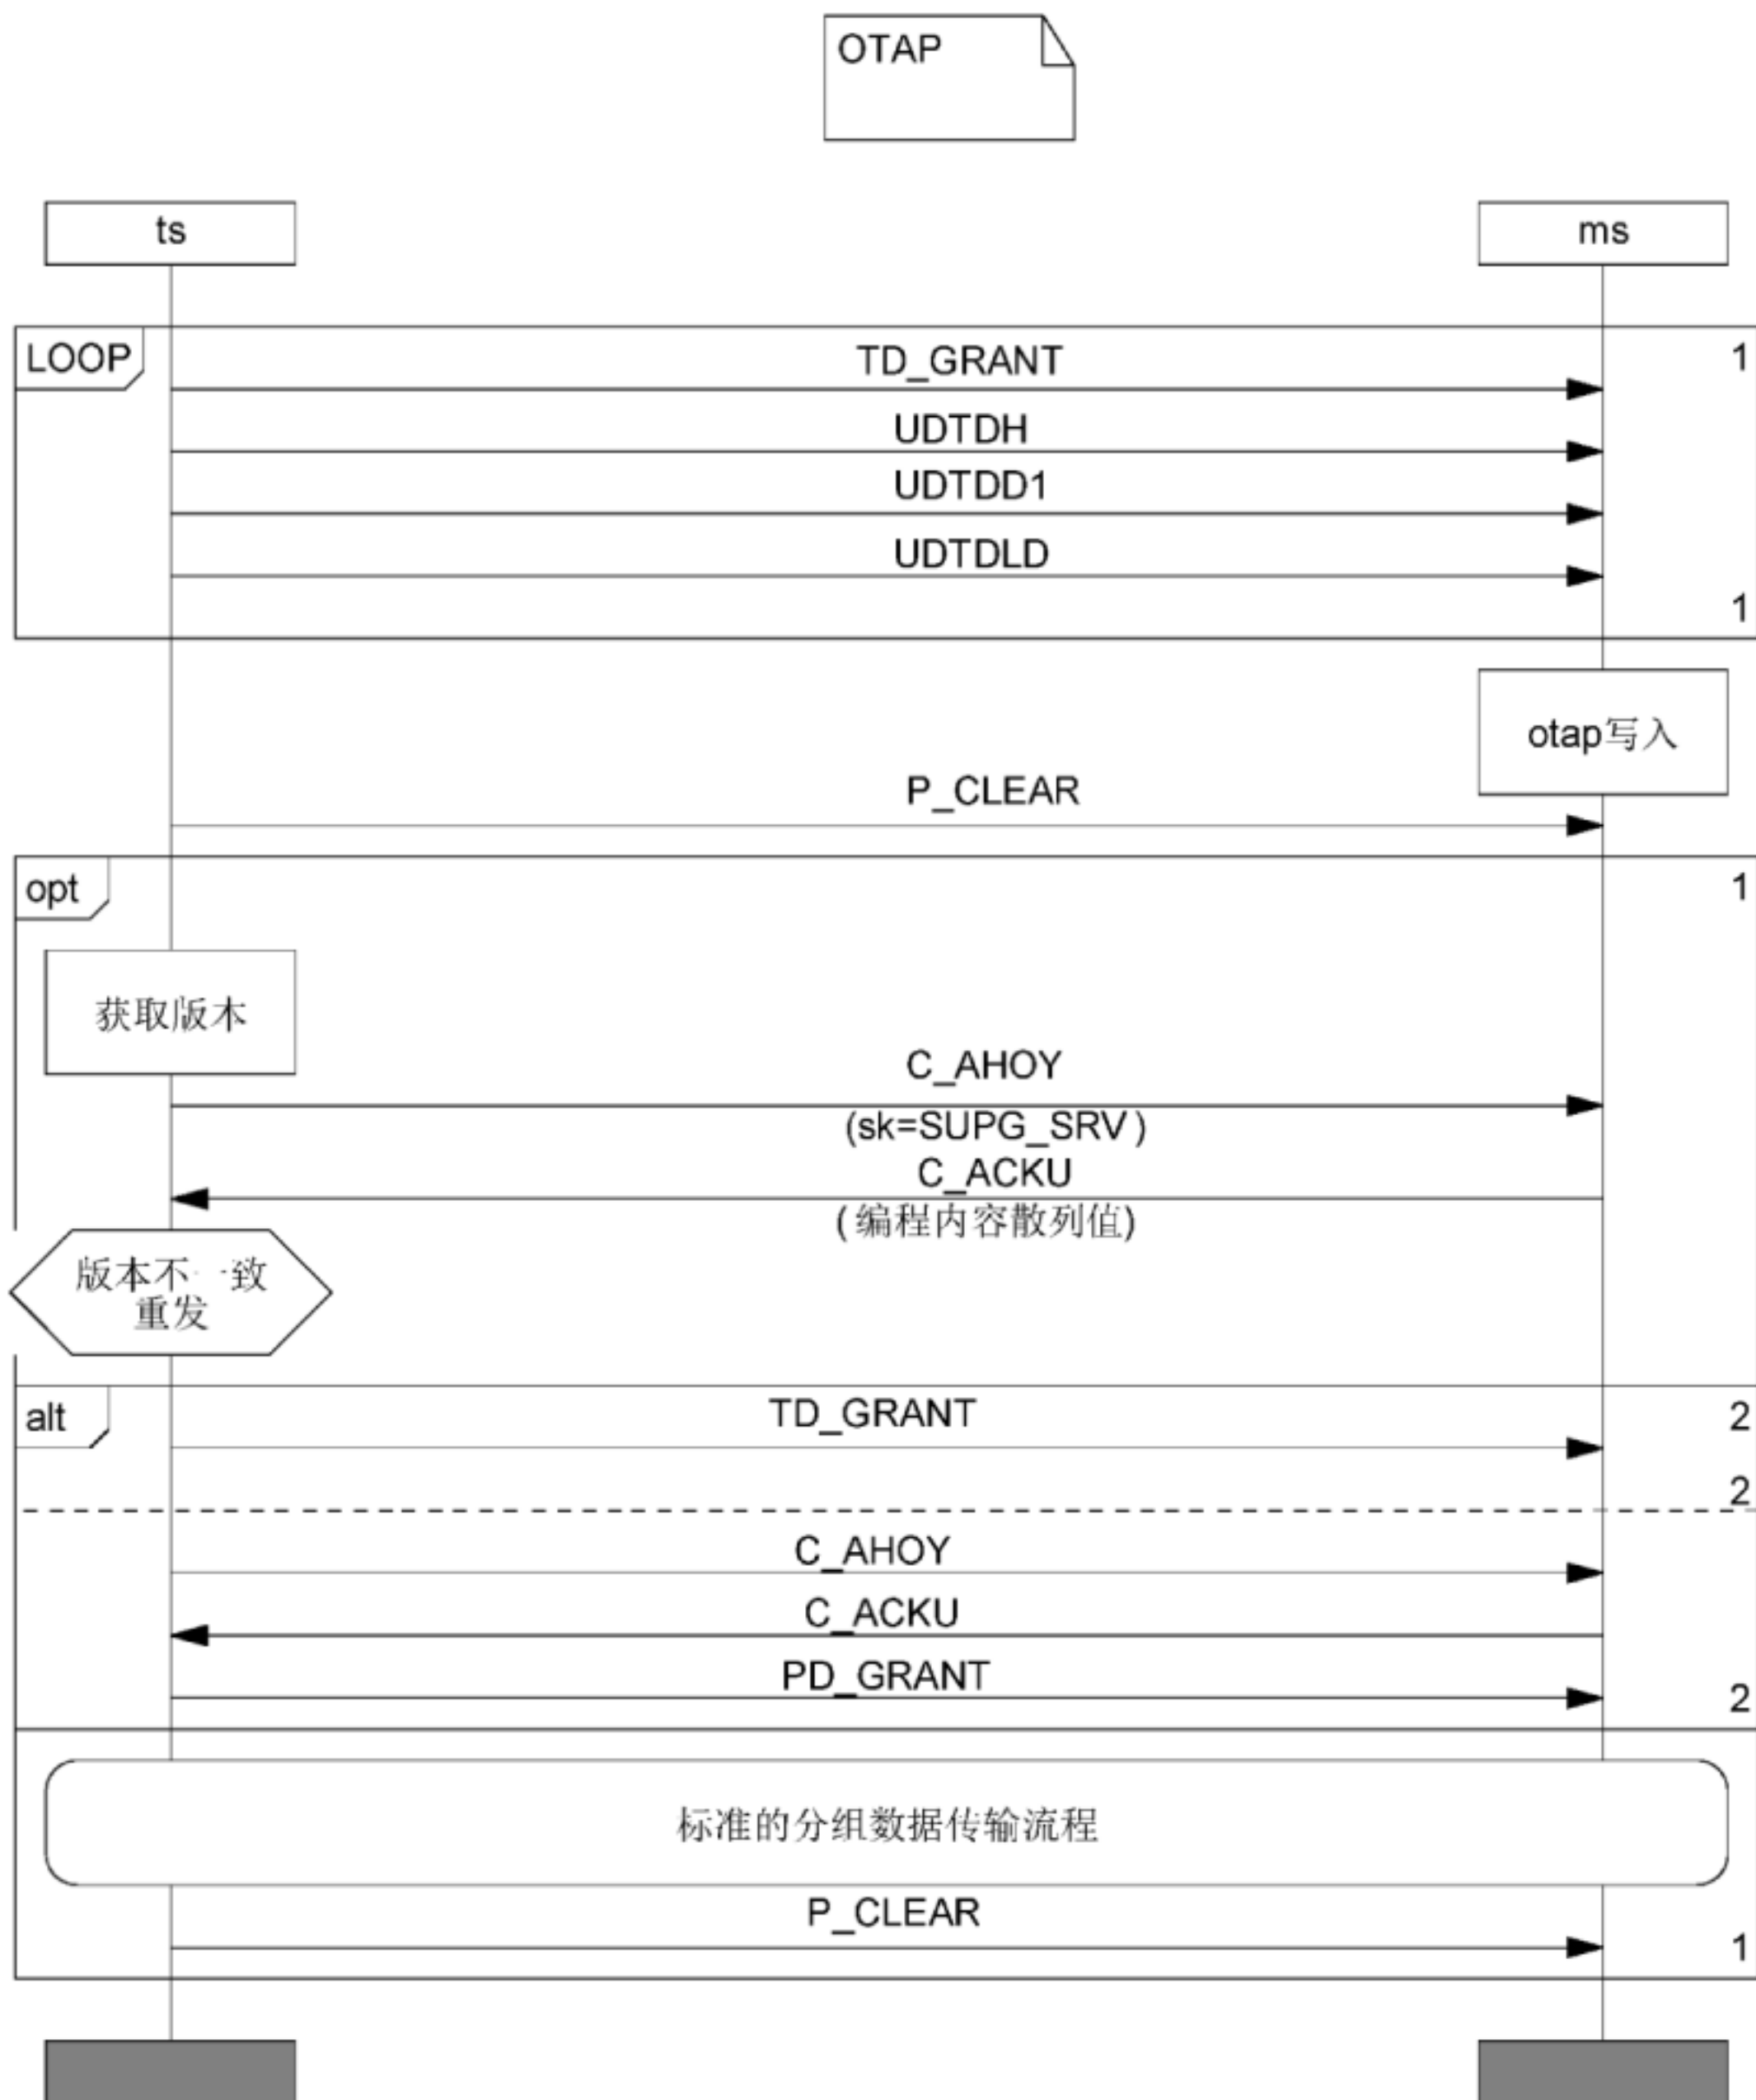 OTAP
ts
ms
LOOP
TD_GRANT
1
UDTDH
UDTDD1
UDTDLD
1
otap写入
P_CLEAR
opt
1
获取版本
C_AHOY
(sk=SUPG_SRV)
C_ACKU
(编程内容散列值)
版本不一致
重发
alt
TD_GRANT
2
2
C_AHOY
C_ACKU
PD_GRANT
2
标准的分组数据传输流程
P_CLEAR
1